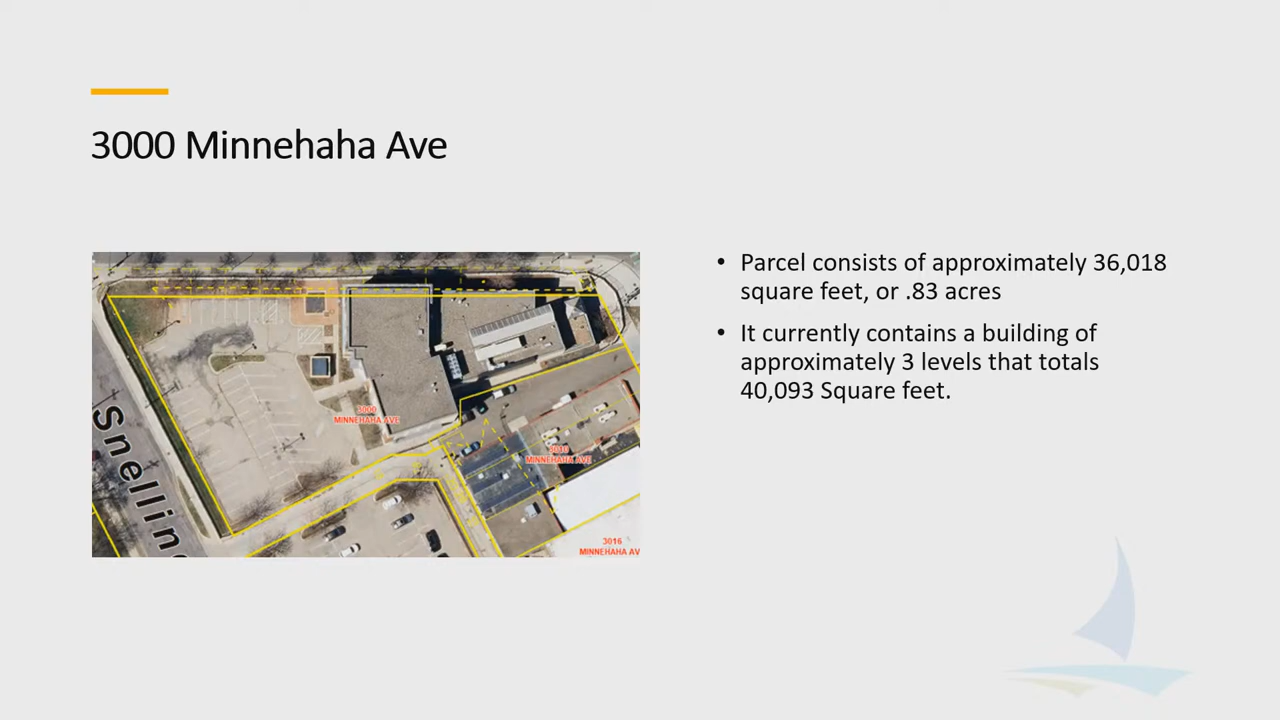 3000 Minnehaha Ave
Snellin
3000
MINNEHAHA AVE
3010
MINNEHAHA AVE
3016
MINNEHAHA AV
• Parcel consists of approximately 36,018
square feet, or .83 acres
• It currently contains a building of
approximately 3 levels that totals
40,093 Square feet.